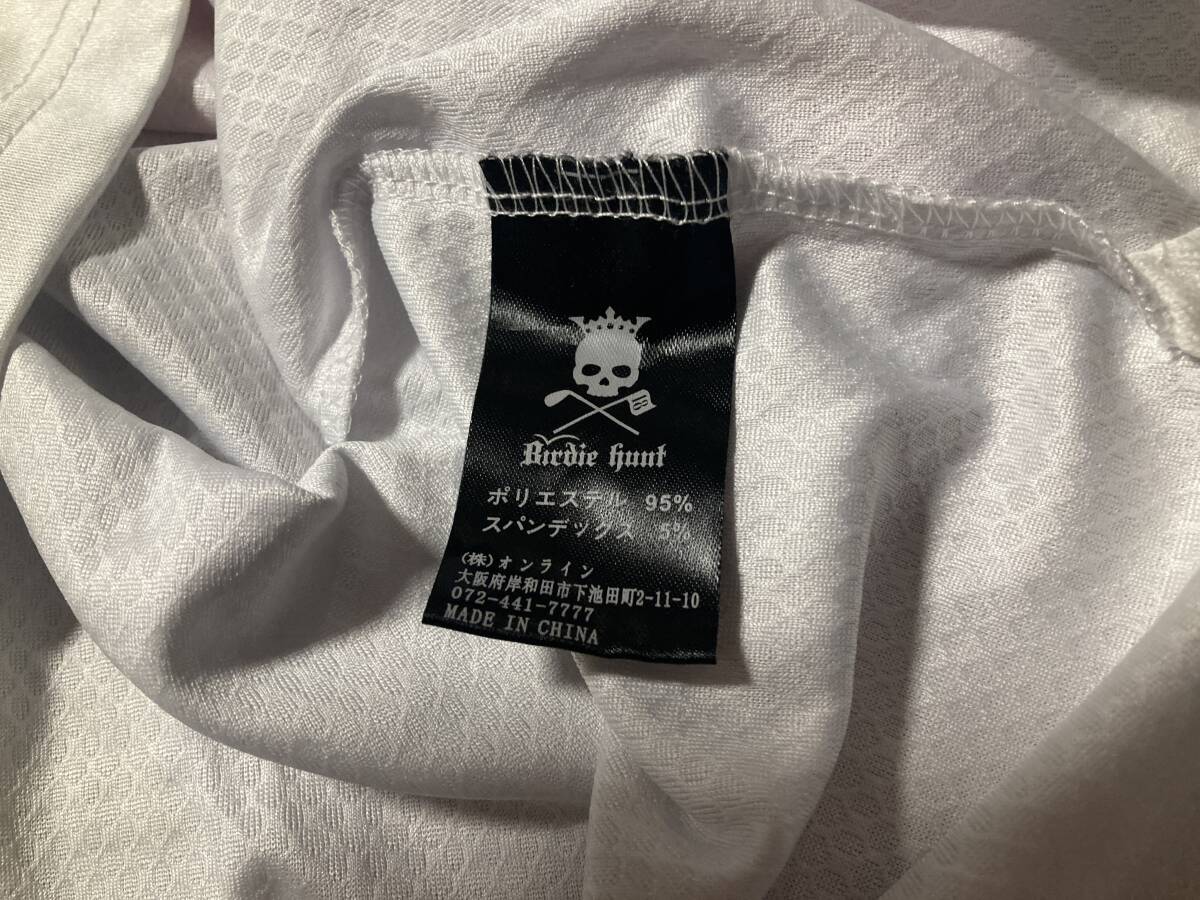 18
Birdie hunt
ポリエステル 95%
スパンデックス 5%
(株)オンライン
大阪府岸和田市下池田町2-11-10
072-441-7777
MADE IN CHINA